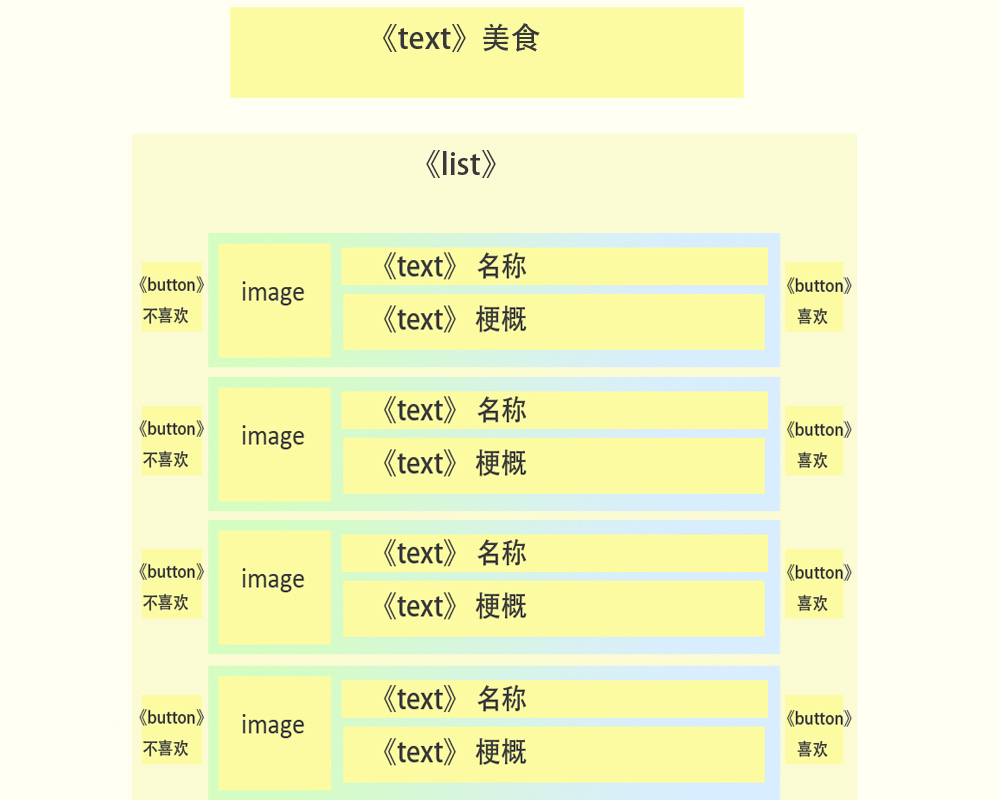 《text》美食
《list》
《button》
不喜欢
image
《text》 名称
《text》 梗概
《button》
喜欢
《button》
不喜欢
image
《text》 名称
《text》 梗概
《button》
喜欢
《button》
不喜欢
image
《text》 名称
《text》 梗概
《button》
喜欢
《button》
不喜欢
image
《text》 名称
《text》 梗概
《button》
喜欢